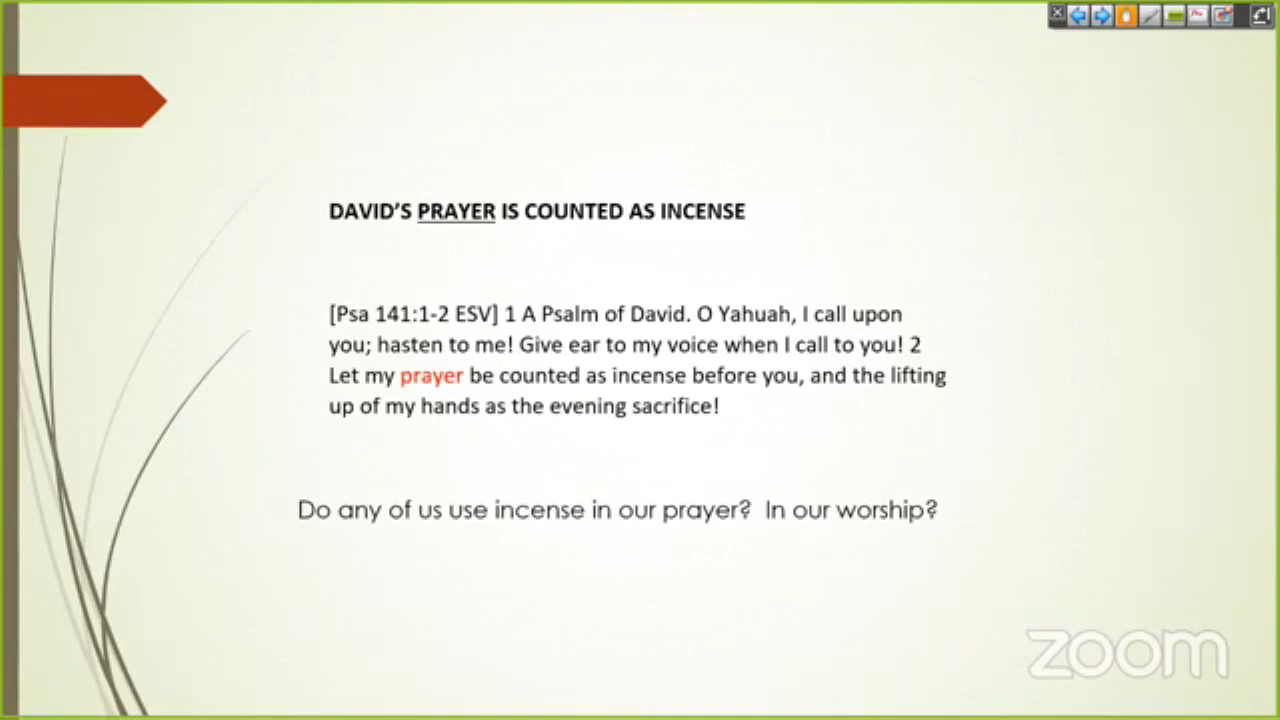 DAVID’S PRAYER IS COUNTED AS INCENSE
[Psa 141:1-2 ESV] 1 A Psalm of David. O Yahuah, I call upon
you; hasten to me! Give ear to my voice when I call to you! 2
Let my prayer be counted as incense before you, and the lifting
up of my hands as the evening sacrifice!
Do any of us use incense in our prayer?  In our worship?
zoom